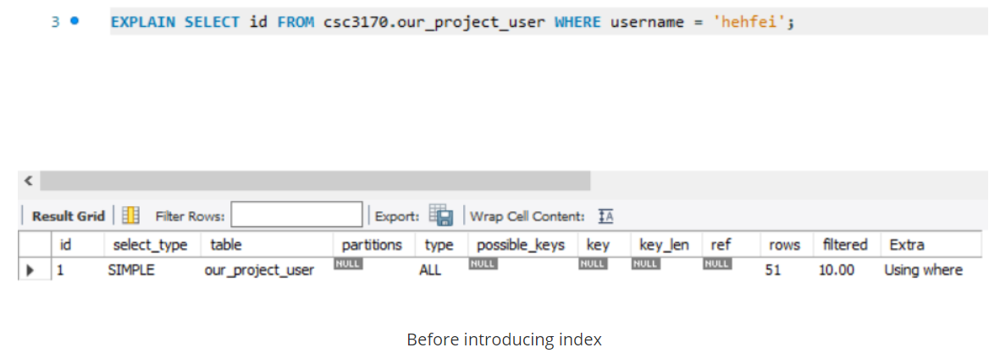 3 EXPLAIN SELECT id FROM csc3170.our_project_user WHERE username = 'hehfei';
Result Grid Filter Rows: Export: Wrap Cell Content: IA
id select_type table partitions type possible_keys key key_len ref rows filtered Extra
1 SIMPLE our_project_user NULL ALL NULL NULL NULL NULL 51 10.00 Using where
Before introducing index